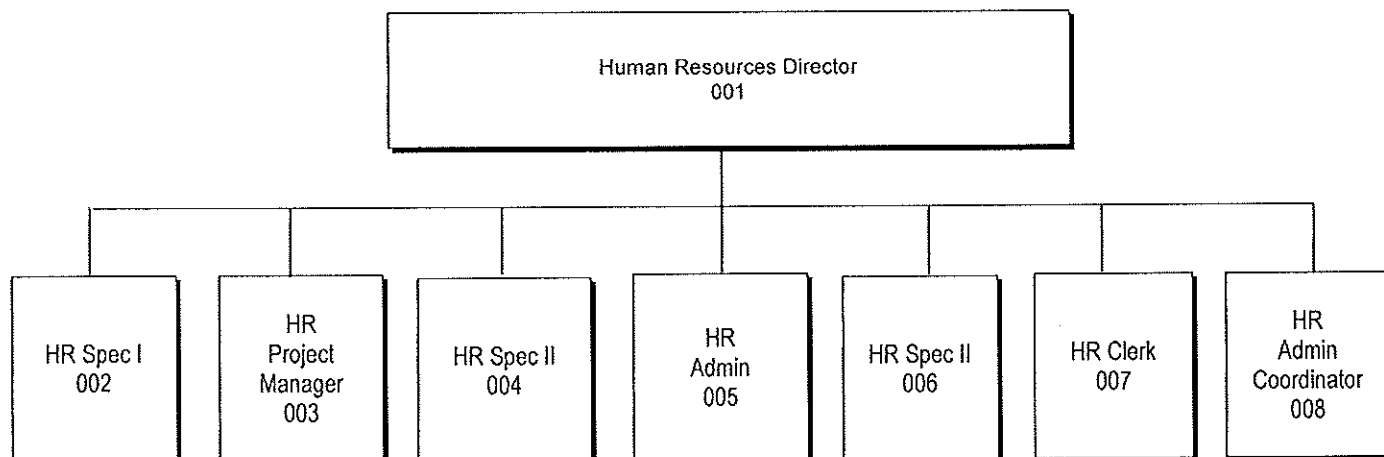 Human Resources Director
001
HR Spec I
002
HR
Project
Manager
003
HR Spec II
004
HR
Admin
005
HR Spec II
006
HR Clerk
007
HR
Admin
Coordinator
008